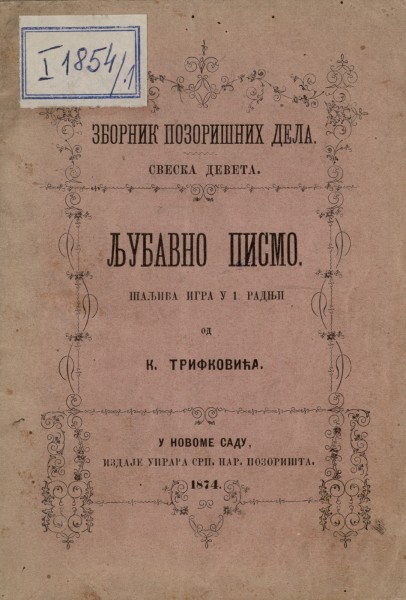 I 1854/1
ЗБОРНИК ПОЗОРИШНИХ ДЕЛА.
СВЕСКА ДЕВЕТА.
ЉУБАВНО ПИСМО.
ШАЉИВА ИГРА У 1. РАДЊИ
ОД
К. ТРИФКОВИЋА.
У НОВОМЕ САДУ,
ИЗДАЈЕ УПРАВА СРП. НАР. ПОЗОРИШТА.
1874.